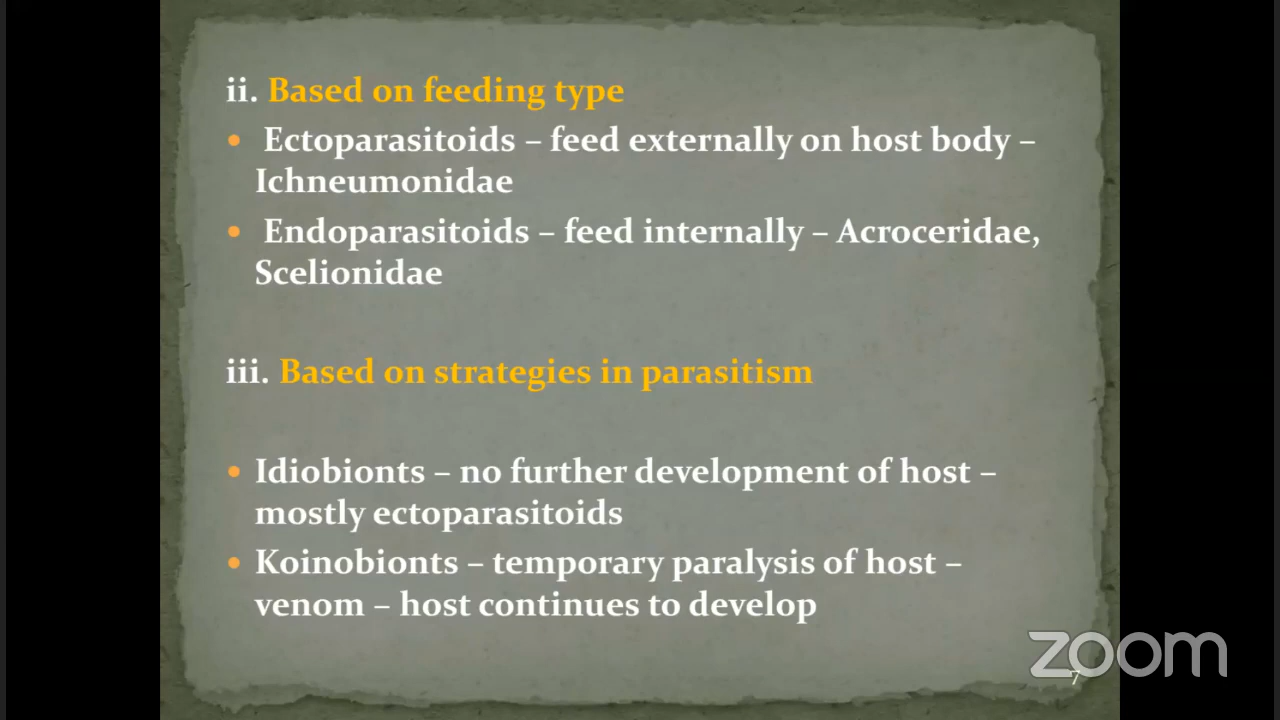 ii. Based on feeding type
• Ectoparasitoids – feed externally on host body –
Ichneumonidae
• Endoparasitoids – feed internally – Acroceridae,
Scelionidae
iii. Based on strategies in parasitism
• Idiobionts – no further development of host –
mostly ectoparasitoids
• Koinobionts – temporary paralysis of host –
venom – host continues to develop
zoom
7